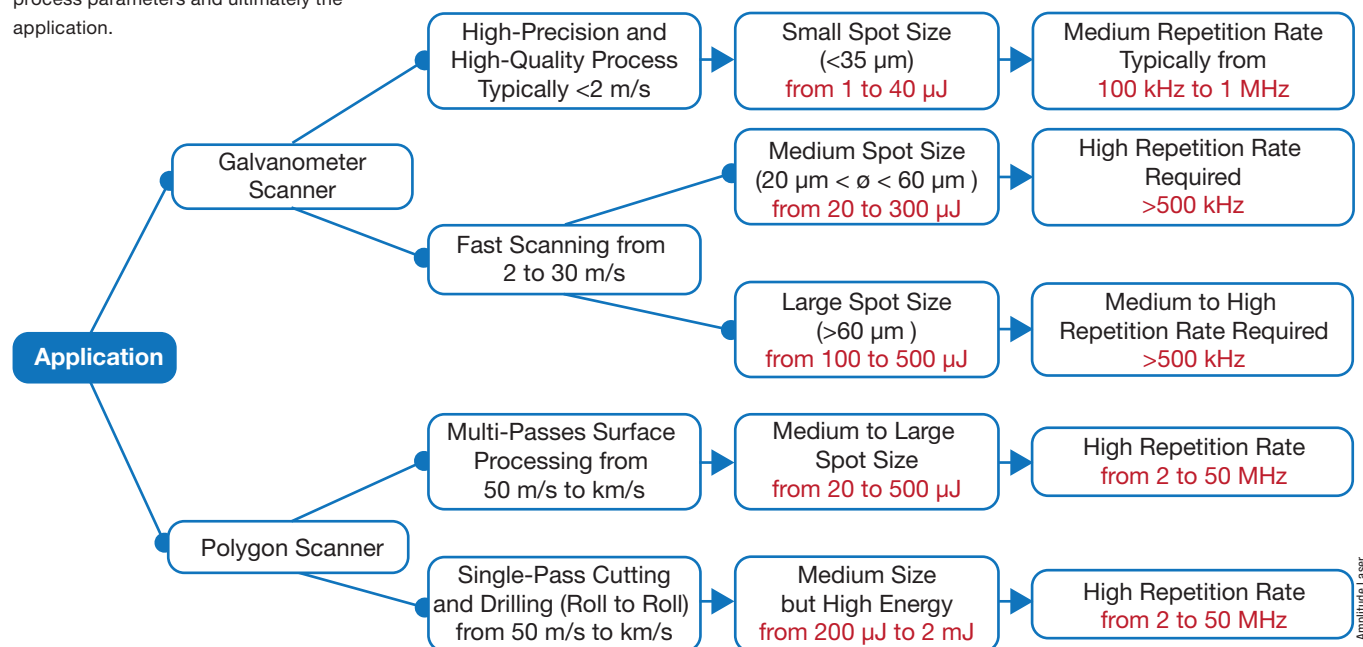 process parameters and ultimately the
application.
High-Precision and
High-Quality Process
Typically <2 m/s
Small Spot Size
(<35 μm)
from 1 to 40 μJ
Medium Repetition Rate
Typically from
100 kHz to 1 MHz
Galvanometer
Scanner
Medium Spot Size
(20 μm < ø < 60 μm )
from 20 to 300 μJ
High Repetition Rate
Required
>500 kHz
Fast Scanning from
2 to 30 m/s
Large Spot Size
(>60 μm )
from 100 to 500 μJ
Medium to High
Repetition Rate Required
>500 kHz
Application
Multi-Passes Surface
Processing from
50 m/s to km/s
Medium to Large
Spot Size
from 20 to 500 μJ
High Repetition Rate
from 2 to 50 MHz
Polygon Scanner
Single-Pass Cutting
and Drilling (Roll to Roll)
from 50 m/s to km/s
Medium Size
but High Energy
from 200 μJ to 2 mJ
High Repetition Rate
from 2 to 50 MHz
Amplitude Laser